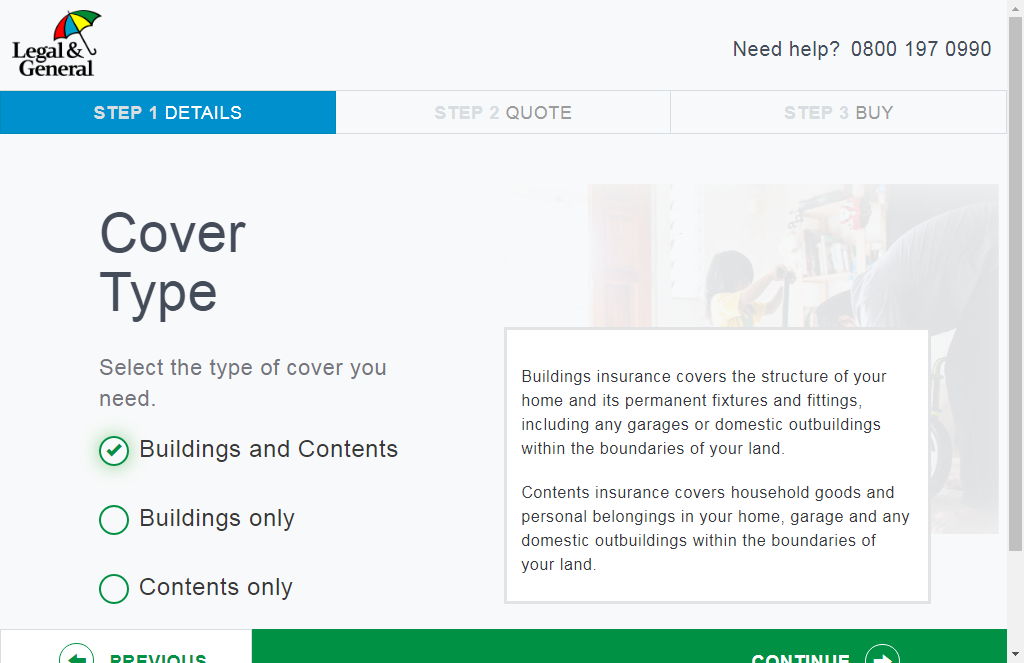 Legal &
General
Need help? 0800 197 0990
STEP 1 DETAILS
STEP 2 QUOTE
STEP 3 BUY
Cover
Type
Select the type of cover you
need.
Buildings and Contents
Buildings only
Contents only
Buildings insurance covers the structure of your
home and its permanent fixtures and fittings,
including any garages or domestic outbuildings
within the boundaries of your land.
Contents insurance covers household goods and
personal belongings in your home, garage and any
domestic outbuildings within the boundaries of
your land.
PREVIOUS
CONTINUE